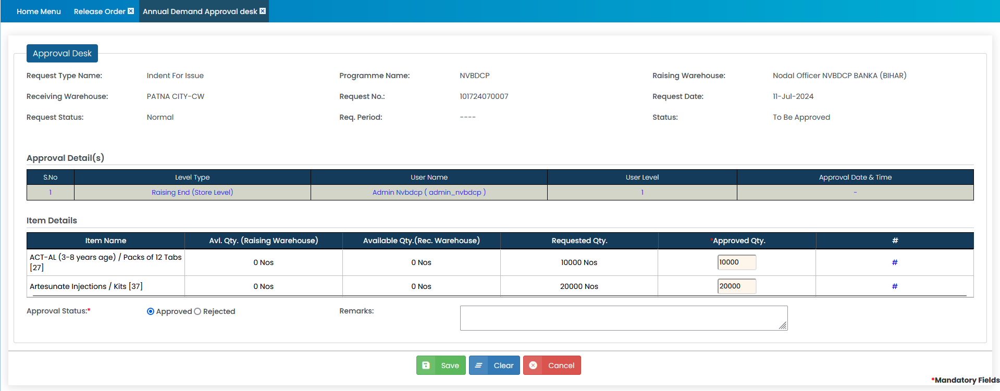 Home Menu Release Order Annual Demand Approval desk
Approval Desk
Request Type Name: Indent For Issue Programme Name: NVBDCP Raising Warehouse: Nodal Officer NVBDCP BANKA (BIHAR)
Receiving Warehouse: PATNA CITY-CW Request No.: 101724070007 Request Date: 11-Jul-2024
Request Status: Normal Req. Period: ---- Status: To Be Approved
Approval Detail(s)
S.No Level Type User Name User Level Approval Date & Time
1 Raising End (Store Level) Admin Nvbdcp ( admin_nvbdcp ) 1 -
Item Details
Item Name Avl. Qty. (Raising Warehouse) Available Qty.(Rec. Warehouse) Requested Qty. *Approved Qty. #
ACT-AL (3-8 years age) / Packs of 12 Tabs
[27] 0 Nos 0 Nos 10000 Nos 10000 #
Artesunate Injections / Kits [37] 0 Nos 0 Nos 20000 Nos 20000 #
Approval Status:* Approved Rejected Remarks:
Save Clear Cancel
*Mandatory Fields